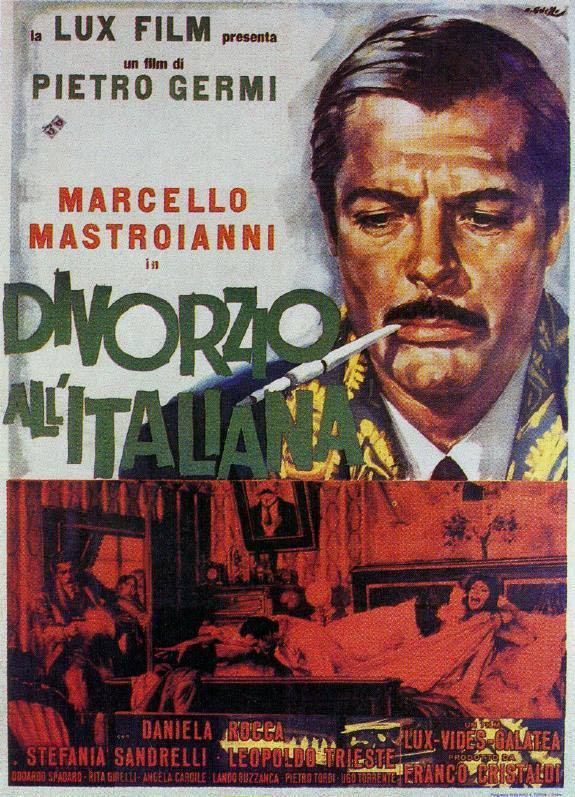 la LUX FILM presenta
un film di
PIETRO GERMI
MARCELLO
MASTROIANNI
in
DIVORZIO
ALL'ITALIANA
DANIELA ROCCA
STEFANIA SANDRELLI · LEOPOLDO TRIESTE
ODOARDO SPADARO · RITA GIRELLI · ANGELA CARDILE · LANDO BUZZANCA · PIETRO TORDI · UGO TORRENTE
UN FILM
LUX-VIDES-GALATEA
PRODOTTO DA
FRANCO CRISTALDI